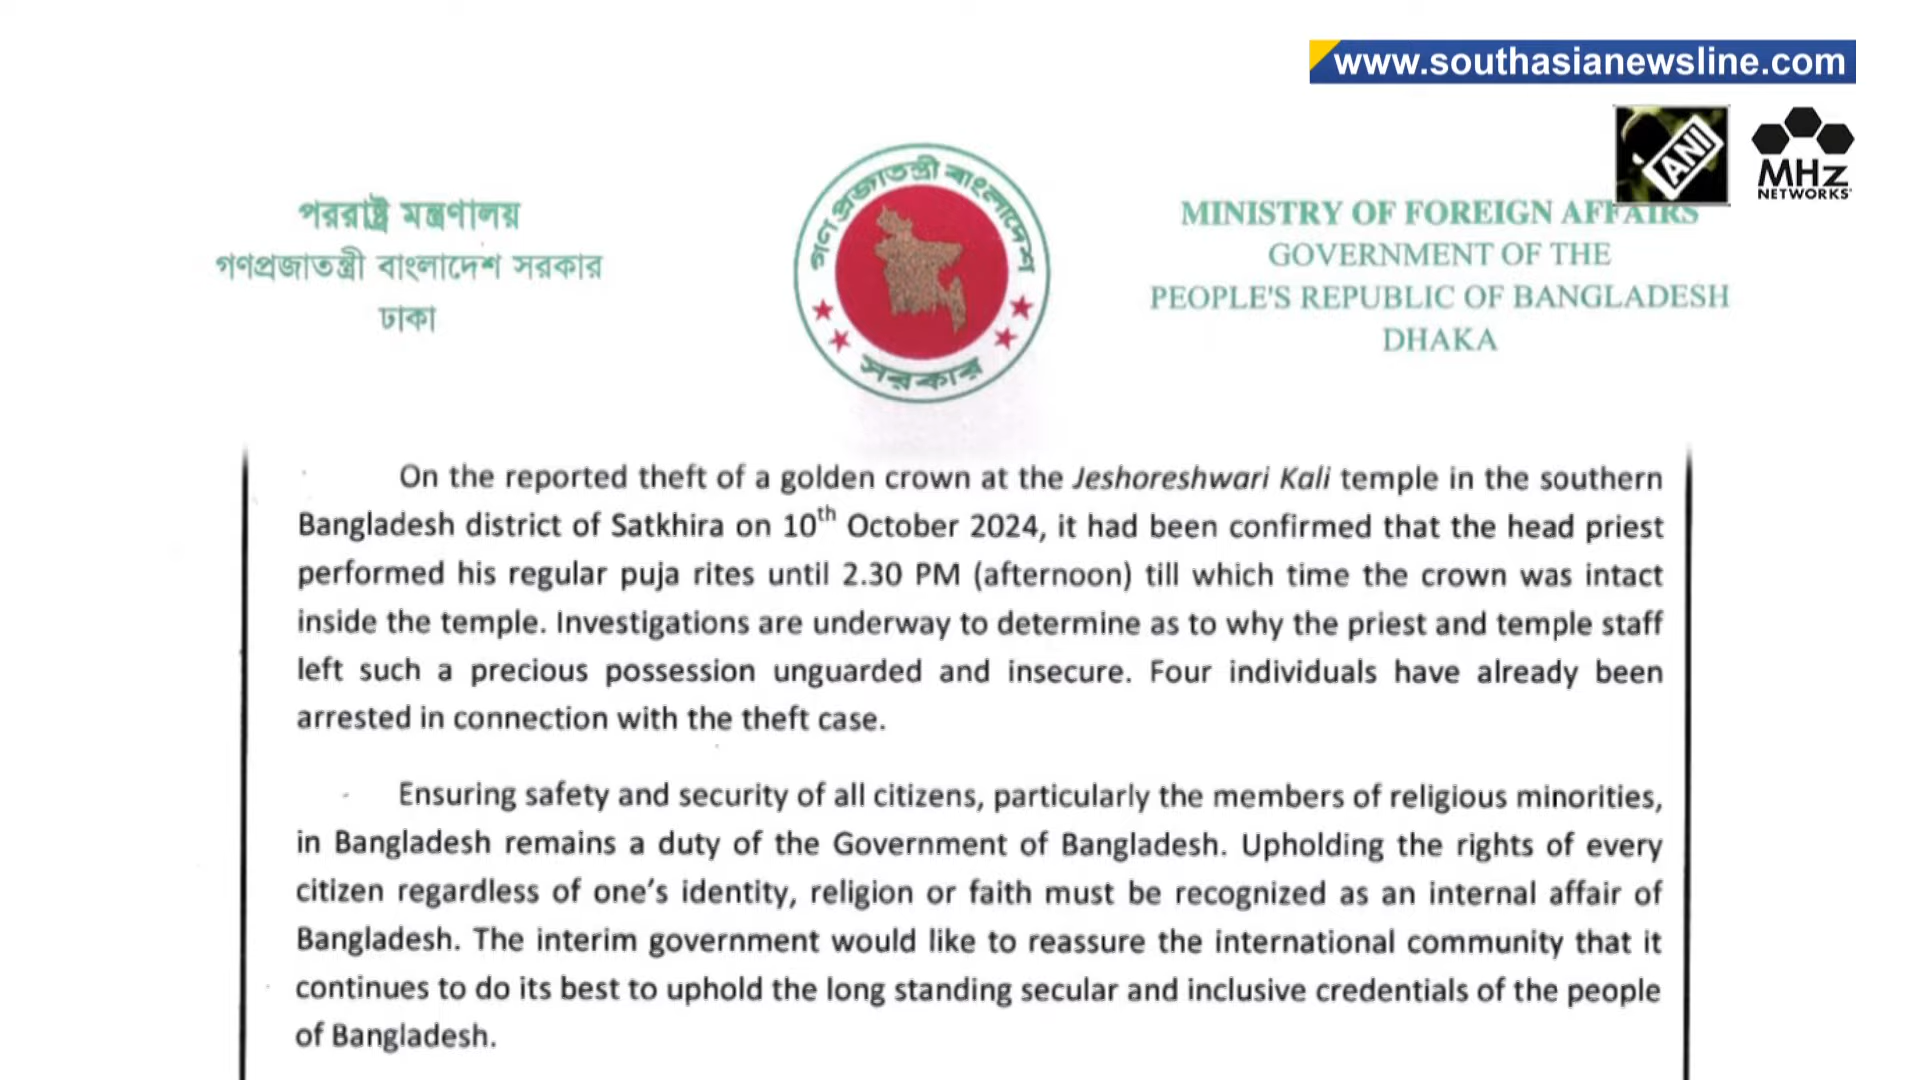 www.southasianewsline.com
ANI
MHz
NETWORKS
পররাষ্ট্র মন্ত্রণালয়
গণপ্রজাতন্ত্রী বাংলাদেশ সরকার
ঢাকা
গণ প্রজাতন্ত্রী বাংলাদেশ
সরকার
MINISTRY OF FOREIGN AFFAIRS
GOVERNMENT OF THE
PEOPLE'S REPUBLIC OF BANGLADESH
DHAKA
On the reported theft of a golden crown at the Jeshoreshwari Kali temple in the southern
Bangladesh district of Satkhira on 10th October 2024, it had been confirmed that the head priest
performed his regular puja rites until 2.30 PM (afternoon) till which time the crown was intact
inside the temple. Investigations are underway to determine as to why the priest and temple staff
left such a precious possession unguarded and insecure. Four individuals have already been
arrested in connection with the theft case.
Ensuring safety and security of all citizens, particularly the members of religious minorities,
in Bangladesh remains a duty of the Government of Bangladesh. Upholding the rights of every
citizen regardless of one’s identity, religion or faith must be recognized as an internal affair of
Bangladesh. The interim government would like to reassure the international community that it
continues to do its best to uphold the long standing secular and inclusive credentials of the people
of Bangladesh.